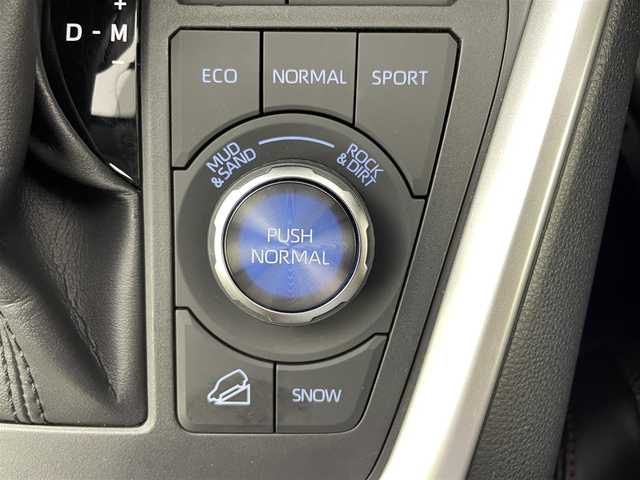 +
D - M
-
ECO
NORMAL
SPORT
MUD
& SAND
ROCK
& DIRT
PUSH
NORMAL
SNOW